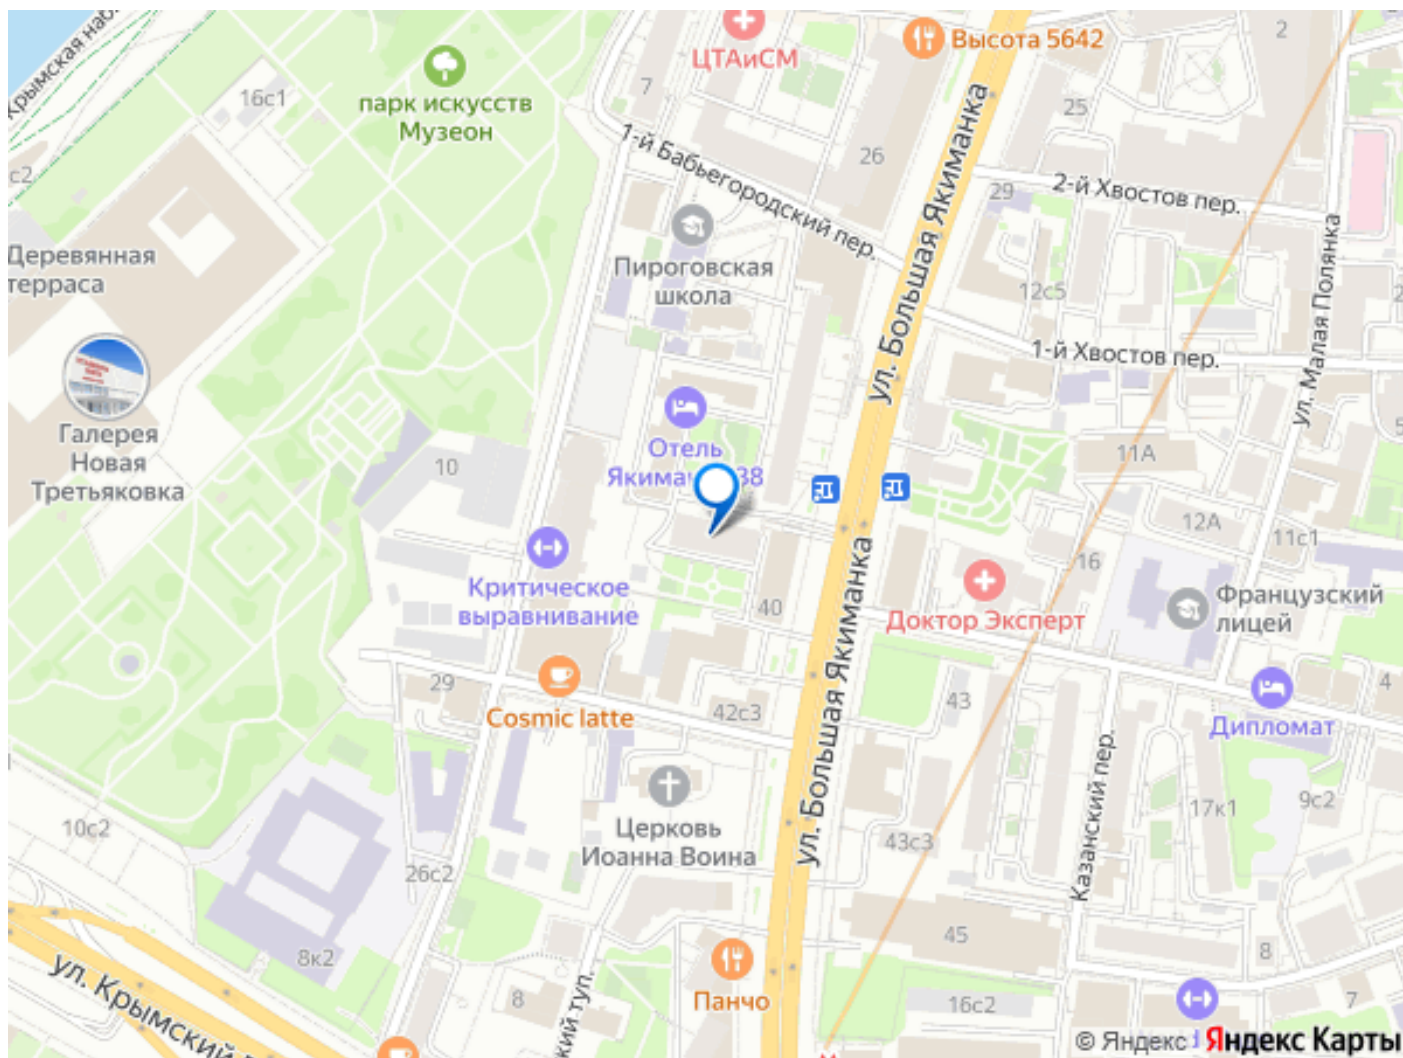 Крымская наб
16с1
парк искусств
Музеон
7
ЦТАиСМ
Высота 5642
2
25
26
1-й Бабьегородский пер.
2-й Хвостов пер.
29
с2
Деревянная
терраса
Пироговская
школа
12с5
ул. Большая Якиманка
1-й Хвостов пер.
ул. Малая Полянка
2
Галерея
Новая
Третьяковка
10
Отель
38
11А
5
12А
11с1
16
Критическое
выравнивание
40
Доктор Эксперт
Французский
лицей
29
Cosmic latte
42с3
ул. Большая Якиманка
43
4
Дипломат
Казанский пер.
17к1
9с2
10с2
Церковь
Иоанна Воина
43с3
26с2
45
8
8к2
ул. Крымский
8
кий туп.
Панчо
16с2
7
© Яндекс
Яндекс Карты